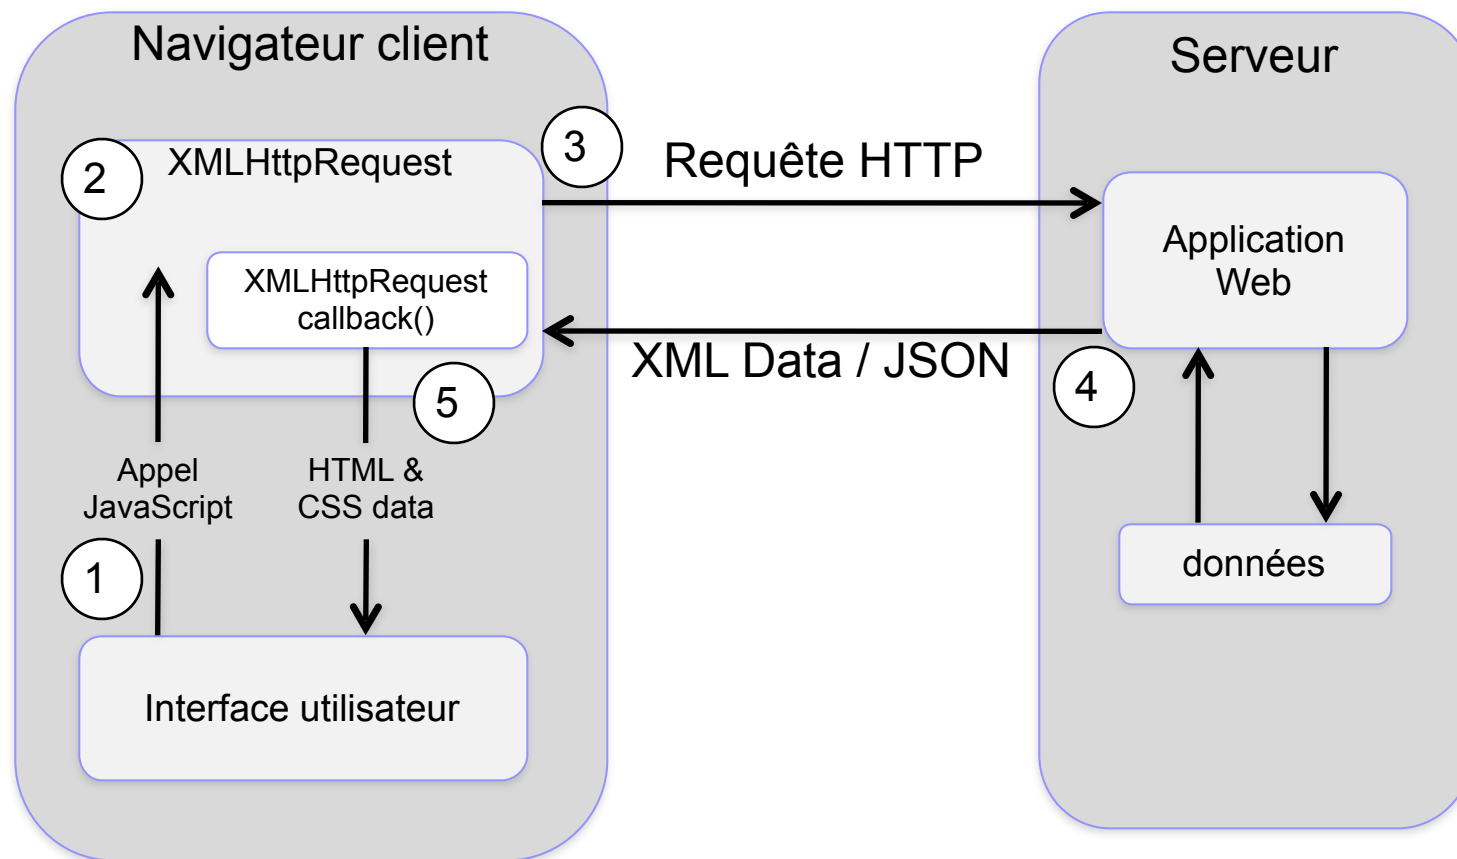 Navigateur client
Serveur
3
2
XMLHttpRequest
Requête HTTP
Application
Web
XMLHttpRequest
callback()
XML Data / JSON
4
5
Appel
JavaScript
HTML &
CSS data
1
données
Interface utilisateur